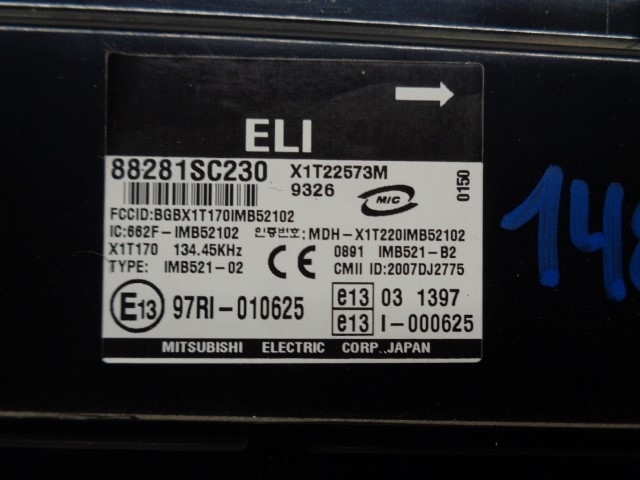 ELI
88281SC230 X1T22573M
9326 MIC 0150
FCCID:BGBX1T170IMB52102
IC:662F-IMB52102 인증번호:MDH-X1T220IMB52102
X1T170 134.45KHz CE 0891 IMB521-B2
TYPE: IMB521-02 CMII ID:2007DJ2775
E13 97RI-010625 e13 03 1397
e13 I-000625
MITSUBISHI ELECTRIC CORP.,JAPAN